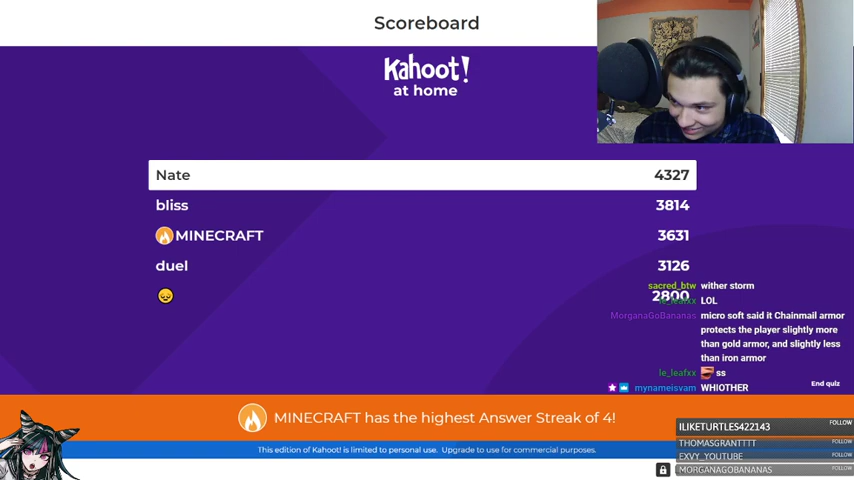 Scoreboard
Kahoot!
at home
Nate 4327
bliss 3814
MINECRAFT 3631
duel 3126
2800
sacred_btw wither storm
le_leafxx LOL
MorganaGoBananas micro soft said it Chainmail armor
protects the player slightly more
than gold armor, and slightly less
than iron armor
le_leafxx ss
mynameisvam WHIOTHER
End quiz
MINECRAFT has the highest Answer Streak of 4!
This edition of Kahoot! is limited to personal use. Upgrade to use for commercial purposes.
ILIKETURTLES422143 FOLLOW
THOMASGRANTTTT FOLLOW
EXVY_YOUTUBE FOLLOW
MORGANAGOBANANAS FOLLOW